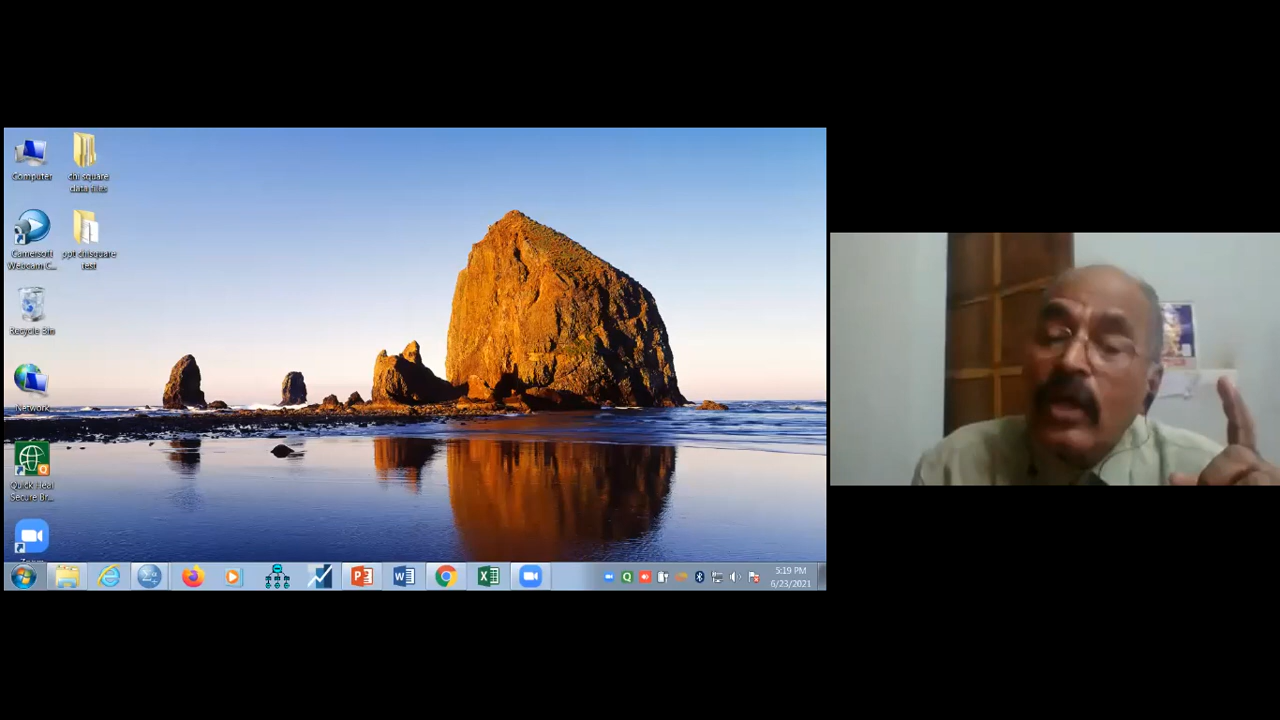 Computer
chi square
data files
Camersoft
Webcam C...
ppt chisquare
test
Recycle Bin
Network
Quick Heal
Secure Br...
5:19 PM
6/23/2021